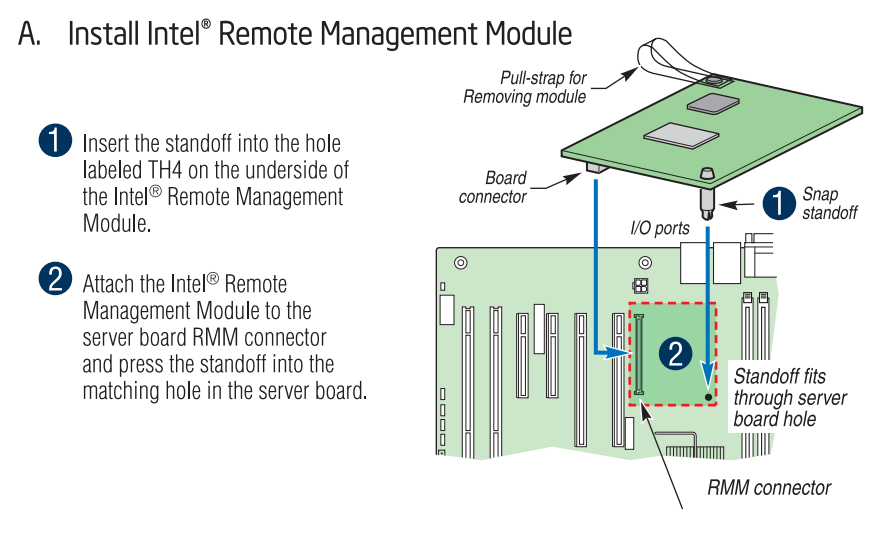 A. Install Intel® Remote Management Module
1 Insert the standoff into the hole
labeled TH4 on the underside of
the Intel® Remote Management
Module.
2 Attach the Intel® Remote
Management Module to the
server board RMM connector
and press the standoff into the
matching hole in the server board.
Pull-strap for
Removing module
Board
connector
1 Snap
standoff
I/O ports
2
Standoff fits
through server
board hole
RMM connector